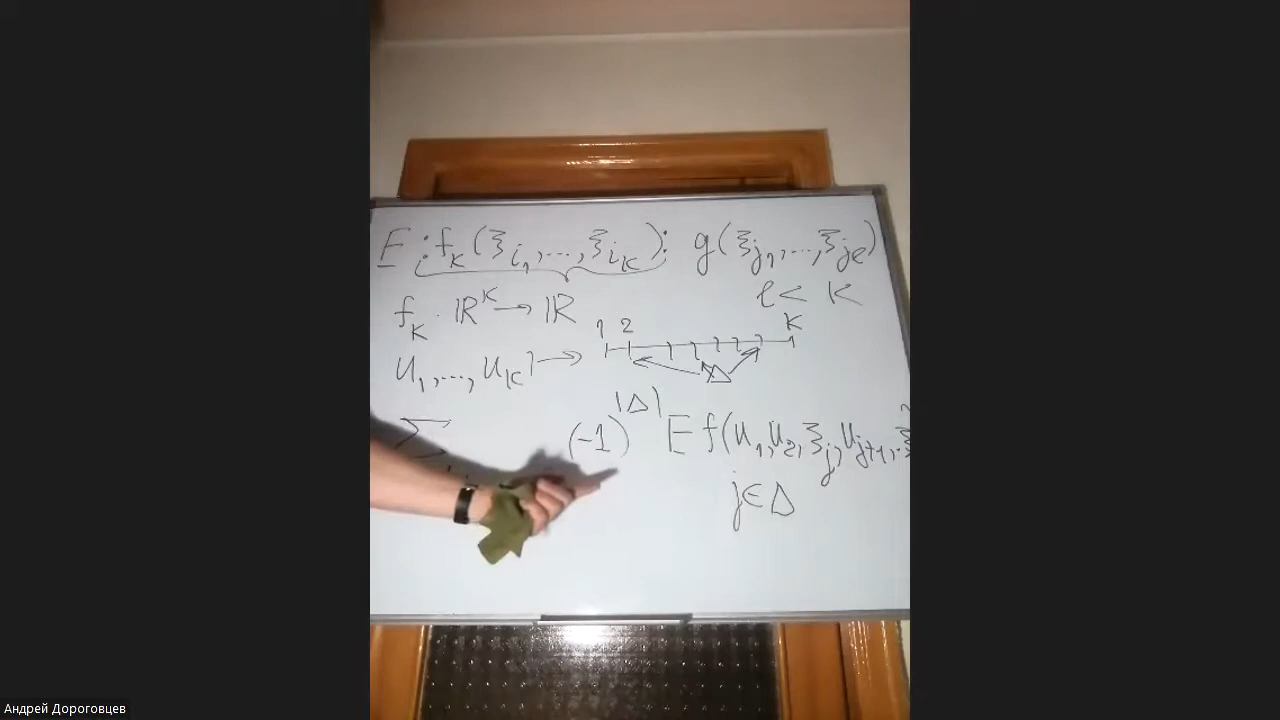 E :f_k(ξ_{i_1},...,ξ_{i_k}): g(ξ_{j_1},...,ξ_{j_l})
l < K
f_K : ℝ^K → ℝ
1 2 K
u_1,...,u_K → Δ
Σ (-1)^{|Δ|} E f(u_1, u_2, ξ_j, u_{j+1}, ..ξ
j ∈ Δ
Андрей Дороговцев